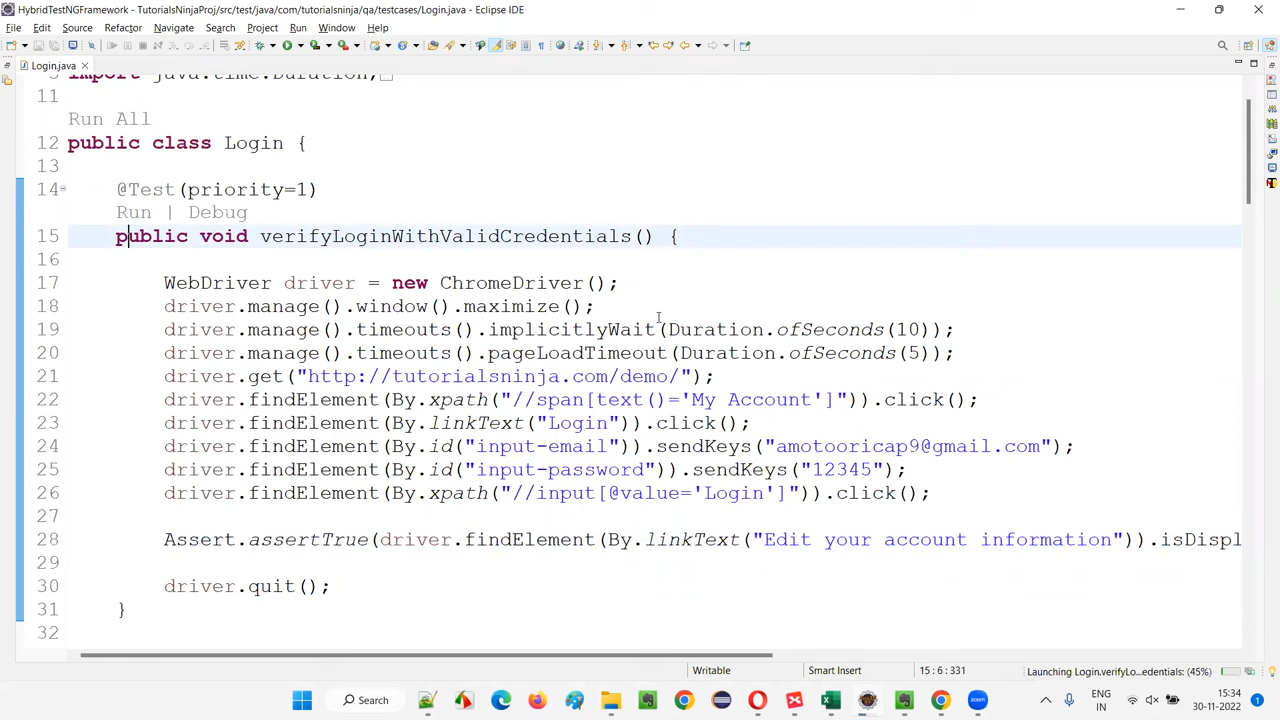 HybridTestNGFramework - TutorialsNinjaProj/src/test/java/com/tutorialsninja/qa/testcases/Login.java - Eclipse IDE
File Edit Source Refactor Navigate Search Project Run Window Help
Login.java
import java.time.Duration;
11
Run All
12 public class Login {
13
14 @Test(priority=1)
Run | Debug
15 public void verifyLoginWithValidCredentials() {
16
17 WebDriver driver = new ChromeDriver();
18 driver.manage().window().maximize();
19 driver.manage().timeouts().implicitlyWait(Duration.ofSeconds(10));
20 driver.manage().timeouts().pageLoadTimeout(Duration.ofSeconds(5));
21 driver.get("http://tutorialsninja.com/demo/");
22 driver.findElement(By.xpath("//span[text()='My Account']")).click();
23 driver.findElement(By.linkText("Login")).click();
24 driver.findElement(By.id("input-email")).sendKeys("amotooricap9@gmail.com");
25 driver.findElement(By.id("input-password")).sendKeys("12345");
26 driver.findElement(By.xpath("//input[@value='Login']")).click();
27
28 Assert.assertTrue(driver.findElement(By.linkText("Edit your account information")).isDispl
29
30 driver.quit();
31 }
32
Writable Smart Insert 15 : 6 : 331 Launching Login.verifyLo...edentials: (45%)
Search ENG IN 15:34 30-11-2022